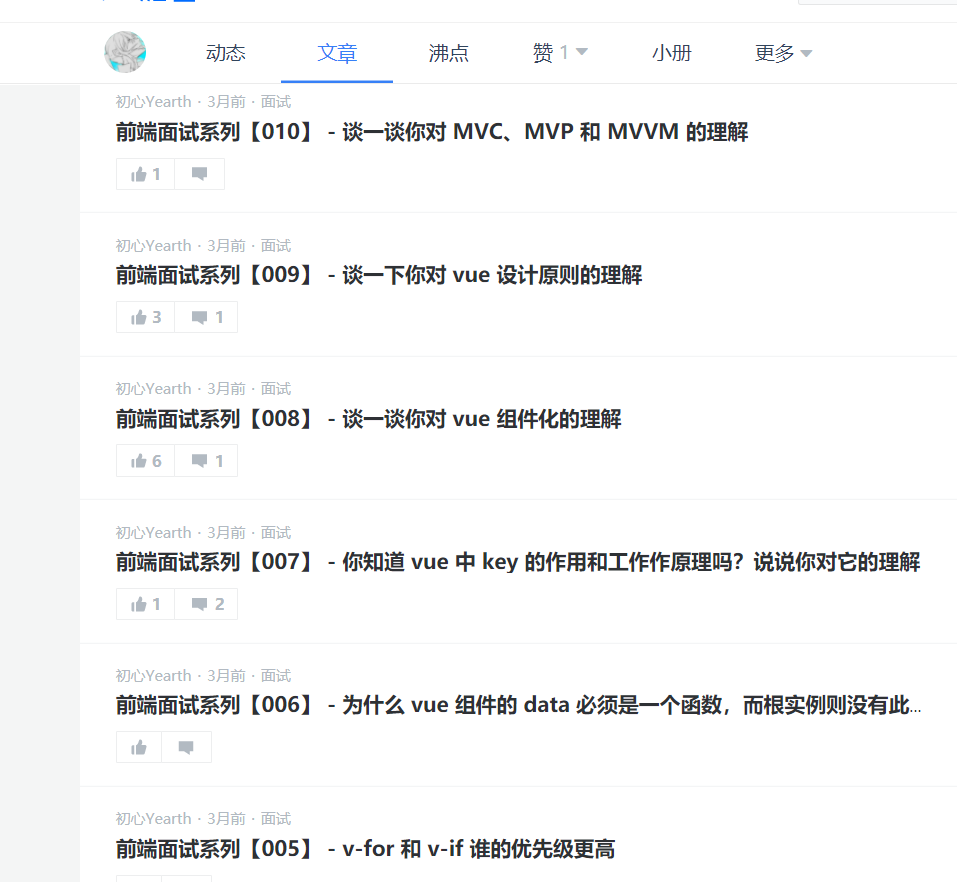 动态 文章 沸点 赞 1 小册 更多
初心Yearth · 3月前 · 面试
前端面试系列【010】 - 谈一谈你对 MVC、MVP 和 MVVM 的理解
1
初心Yearth · 3月前 · 面试
前端面试系列【009】 - 谈一下你对 vue 设计原则的理解
3 1
初心Yearth · 3月前 · 面试
前端面试系列【008】 - 谈一谈你对 vue 组件化的理解
6 1
初心Yearth · 3月前 · 面试
前端面试系列【007】 - 你知道 vue 中 key 的作用和工作作原理吗？说说你对它的理解
1 2
初心Yearth · 3月前 · 面试
前端面试系列【006】 - 为什么 vue 组件的 data 必须是一个函数，而根实例则没有此...
初心Yearth · 3月前 · 面试
前端面试系列【005】 - v-for 和 v-if 谁的优先级更高